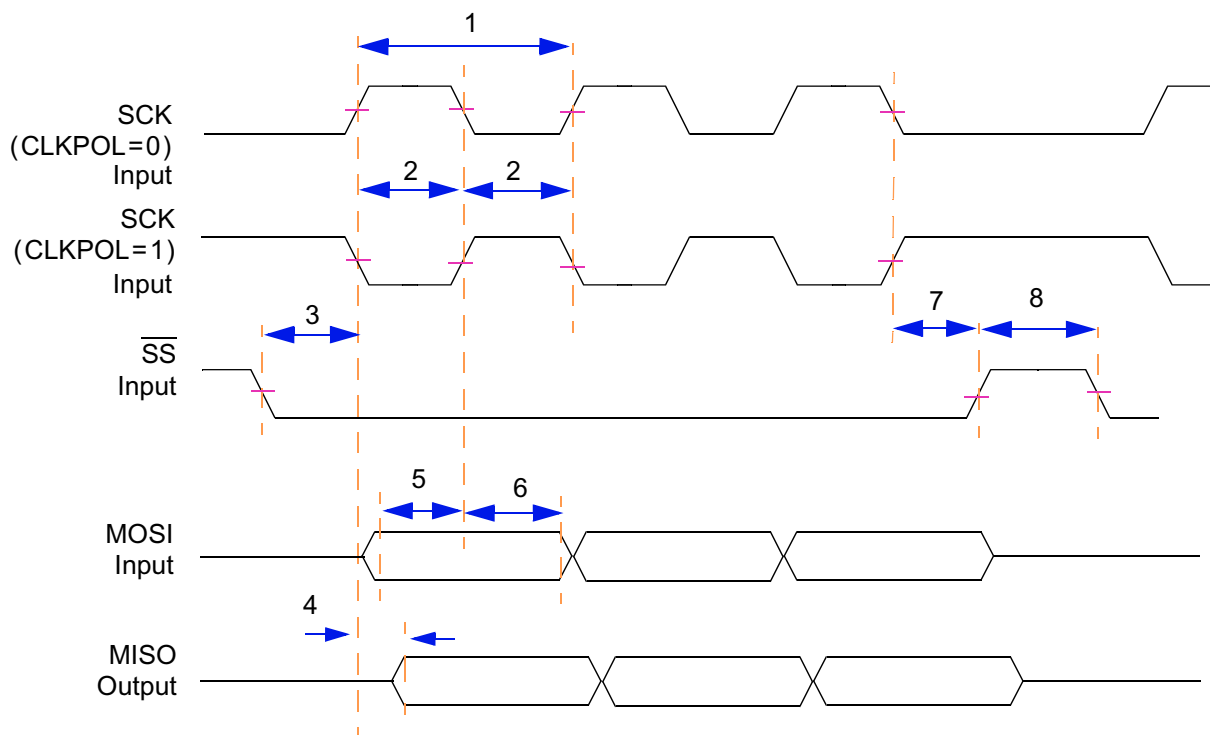 1
SCK
(CLKPOL=0)
Input
2
2
SCK
(CLKPOL=1)
Input
3
7
8
SS
Input
5
6
MOSI
Input
4
MISO
Output